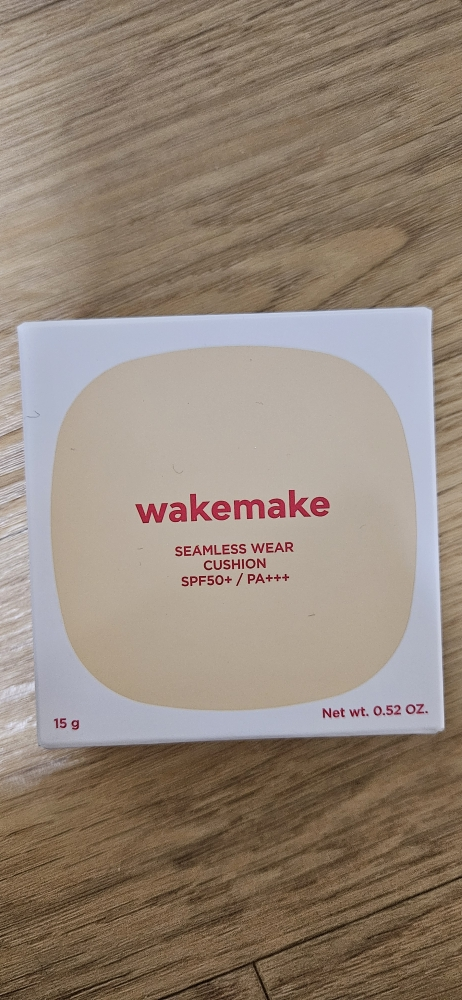 wakemake
SEAMLESS WEAR
CUSHION
SPF50+ / PA+++
15 g
Net wt. 0.52 OZ.